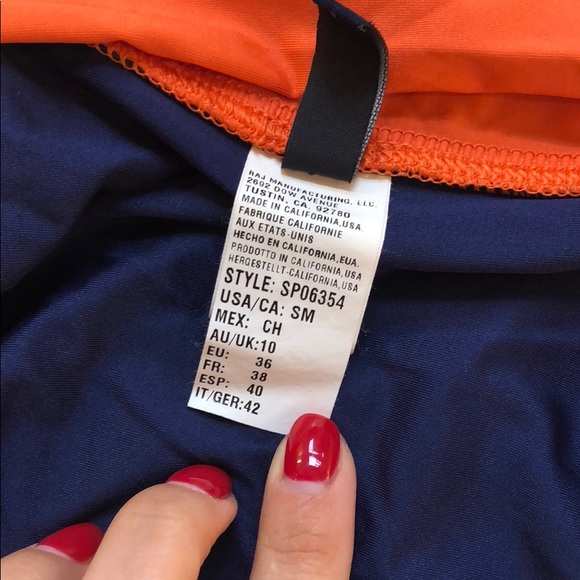 RAJ MANUFACTURING, LLC.
2692 DOW AVENUE
TUSTIN, CA. 92780
MADE IN CALIFORNIA,USA.
FABRIQUE CALIFORNIE
AUX ETATS-UNIS
HECHO EN CALIFORNIA,EUA.
PRODOTTO IN CALIFORNIA,USA
HERGESTELLT-CALIFORNIA,USA
STYLE: SP06354
USA/CA: SM
MEX: CH
AU/UK:10
EU: 36
FR: 38
ESP: 40
IT/GER:42